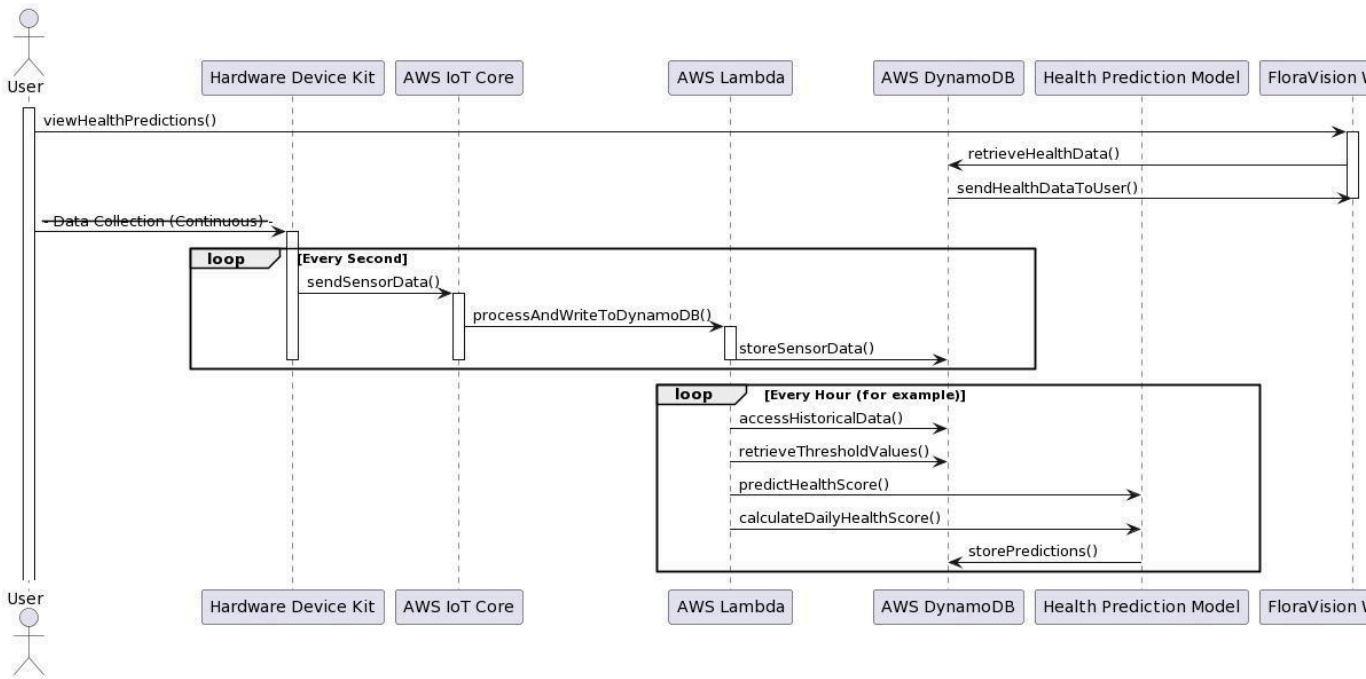 User
Hardware Device Kit
AWS IoT Core
AWS Lambda
AWS DynamoDB
Health Prediction Model
FloraVision W
viewHealthPredictions()
retrieveHealthData()
sendHealthDataToUser()
- Data Collection (Continuous) -
loop
[Every Second]
sendSensorData()
processAndWriteToDynamoDB()
storeSensorData()
loop
[Every Hour (for example)]
accessHistoricalData()
retrieveThresholdValues()
predictHealthScore()
calculateDailyHealthScore()
storePredictions()
User
Hardware Device Kit
AWS IoT Core
AWS Lambda
AWS DynamoDB
Health Prediction Model
FloraVision W